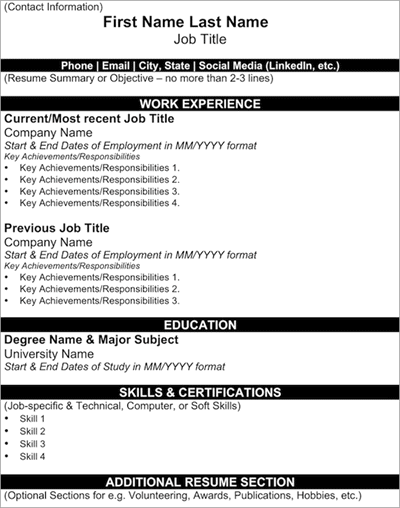 (Contact Information)
First Name Last Name
Job Title
Phone | Email | City, State | Social Media (LinkedIn, etc.)
(Resume Summary or Objective – no more than 2-3 lines)
WORK EXPERIENCE
Current/Most recent Job Title
Company Name
Start & End Dates of Employment in MM/YYYY format
Key Achievements/Responsibilities
• Key Achievements/Responsibilities 1.
• Key Achievements/Responsibilities 2.
• Key Achievements/Responsibilities 3.
• Key Achievements/Responsibilities 4.
Previous Job Title
Company Name
Start & End Dates of Employment in MM/YYYY format
Key Achievements/Responsibilities
• Key Achievements/Responsibilities 1.
• Key Achievements/Responsibilities 2.
• Key Achievements/Responsibilities 3.
EDUCATION
Degree Name & Major Subject
University Name
Start & End Dates of Study in MM/YYYY format
SKILLS & CERTIFICATIONS
(Job-specific & Technical, Computer, or Soft Skills)
• Skill 1
• Skill 2
• Skill 3
• Skill 4
ADDITIONAL RESUME SECTION
(Optional Sections for e.g. Volunteering, Awards, Publications, Hobbies, etc.)